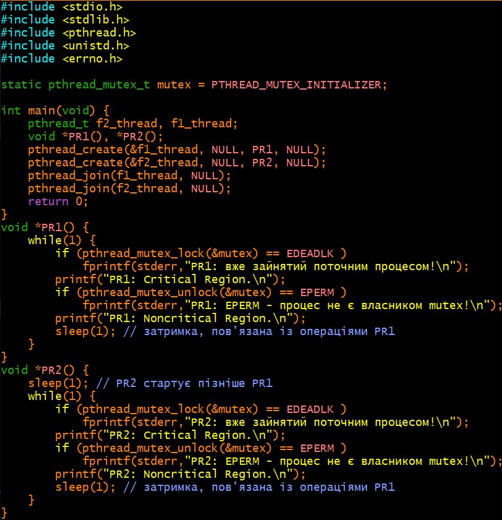 #include <stdio.h>
#include <stdlib.h>
#include <pthread.h>
#include <unistd.h>
#include <errno.h>

static pthread_mutex_t mutex = PTHREAD_MUTEX_INITIALIZER;

int main(void) {
    pthread_t f2_thread, f1_thread;
    void *PR1(), *PR2();
    pthread_create(&f1_thread, NULL, PR1, NULL);
    pthread_create(&f2_thread, NULL, PR2, NULL);
    pthread_join(f1_thread, NULL);
    pthread_join(f2_thread, NULL);
    return 0;
}
void *PR1() {
    while(1) {
        if (pthread_mutex_lock(&mutex) == EDEADLK )
            fprintf(stderr,"PR1: вже зайнятий поточним процесом!\n");
        printf("PR1: Critical Region.\n");
        if (pthread_mutex_unlock(&mutex) == EPERM )
            fprintf(stderr,"PR1: EPERM - процес не є власником mutex!\n");
        printf("PR1: Noncritical Region.\n");
        sleep(1); // затримка, пов'язана із операціями PR1
    }
}
void *PR2() {
    sleep(1); // PR2 стартує пізніше PR1
    while(1) {
        if (pthread_mutex_lock(&mutex) == EDEADLK )
            fprintf(stderr,"PR2: вже зайнятий поточним процесом!\n");
        printf("PR2: Critical Region.\n");
        if (pthread_mutex_unlock(&mutex) == EPERM )
            fprintf(stderr,"PR2: EPERM - процес не є власником mutex!\n");
        printf("PR2: Noncritical Region.\n");
        sleep(1); // затримка, пов'язана із операціями PR1
    }
}